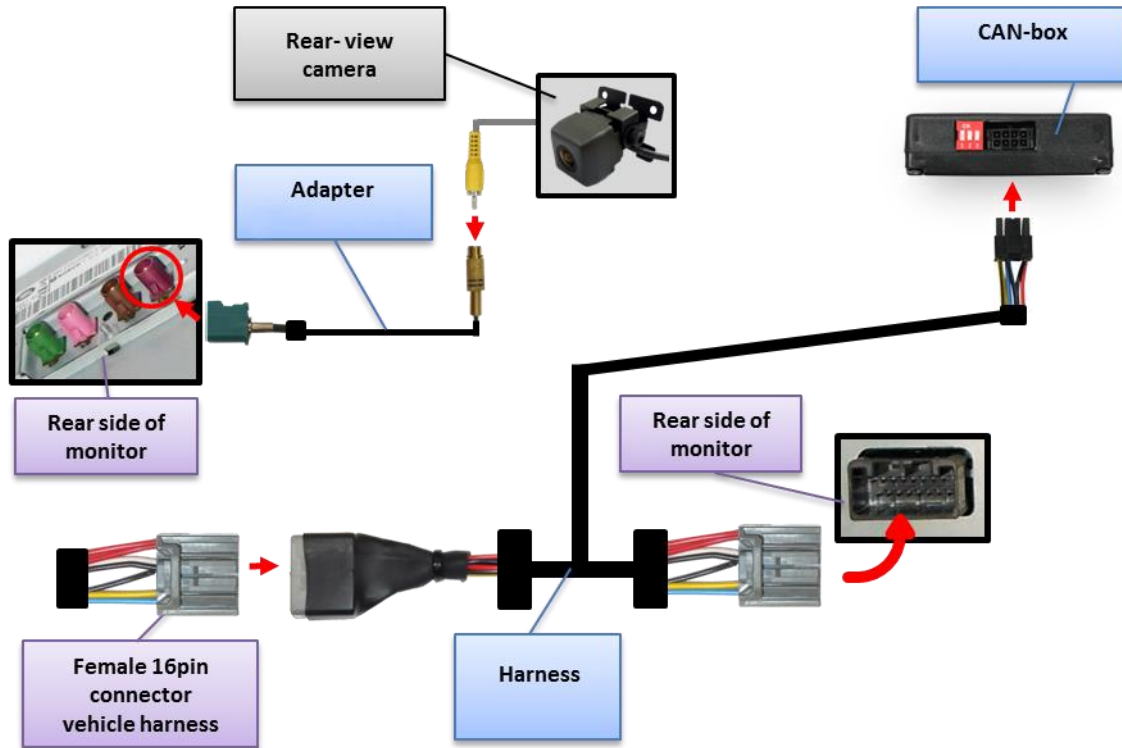 Rear- view
camera
CAN-box
Adapter
Rear side of
monitor
Rear side of
monitor
Female 16pin
connector
vehicle harness
Harness